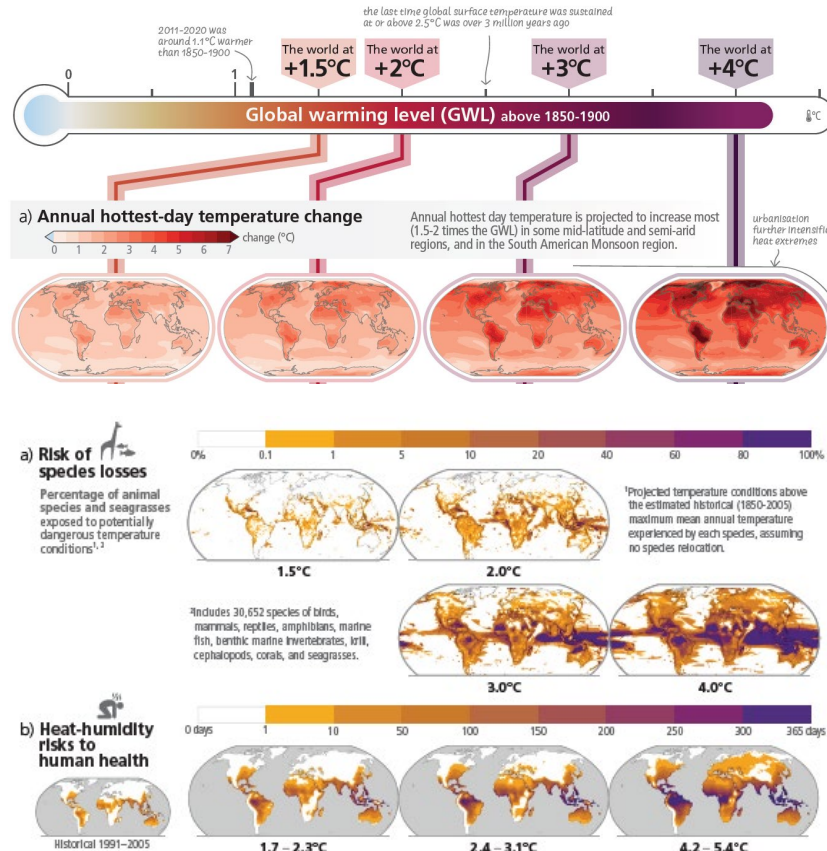 the last time global surface temperature was sustained
at or above 2.5°C was over 3 million years ago
2011-2020 was
around 1.1°C warmer
than 1850-1900
The world at
+1.5°C
The world at
+2°C
The world at
+3°C
The world at
+4°C
0
1
Global warming level (GWL) above 1850-1900
°C
a) Annual hottest-day temperature change
0 1 2 3 4 5 6 7 change (°C)
Annual hottest day temperature is projected to increase most
(1.5-2 times the GWL) in some mid-latitude and semi-arid
regions, and in the South American Monsoon region.
urbanisation
further intensifie
heat extremes
a) Risk of
species losses
Percentage of animal
species and seagrasses
exposed to potentially
dangerous temperature
conditions¹, ²
0% 0.1 1 5 10 20 40 60 80 100%
1.5°C
2.0°C
¹Projected temperature conditions above
the estimated historical (1850-2005)
maximum mean annual temperature
experienced by each species, assuming
no species relocation.
²Includes 30,652 species of birds,
mammals, reptiles, amphibians, marine
fish, benthic marine invertebrates, krill,
cephalopods, corals, and seagrasses.
3.0°C
4.0°C
b) Heat-humidity
risks to
human health
0 days 1 10 50 100 150 200 250 300 365 days
Historical 1991–2005
1.7 – 2.3°C
2.4 – 3.1°C
4.2 – 5.4°C